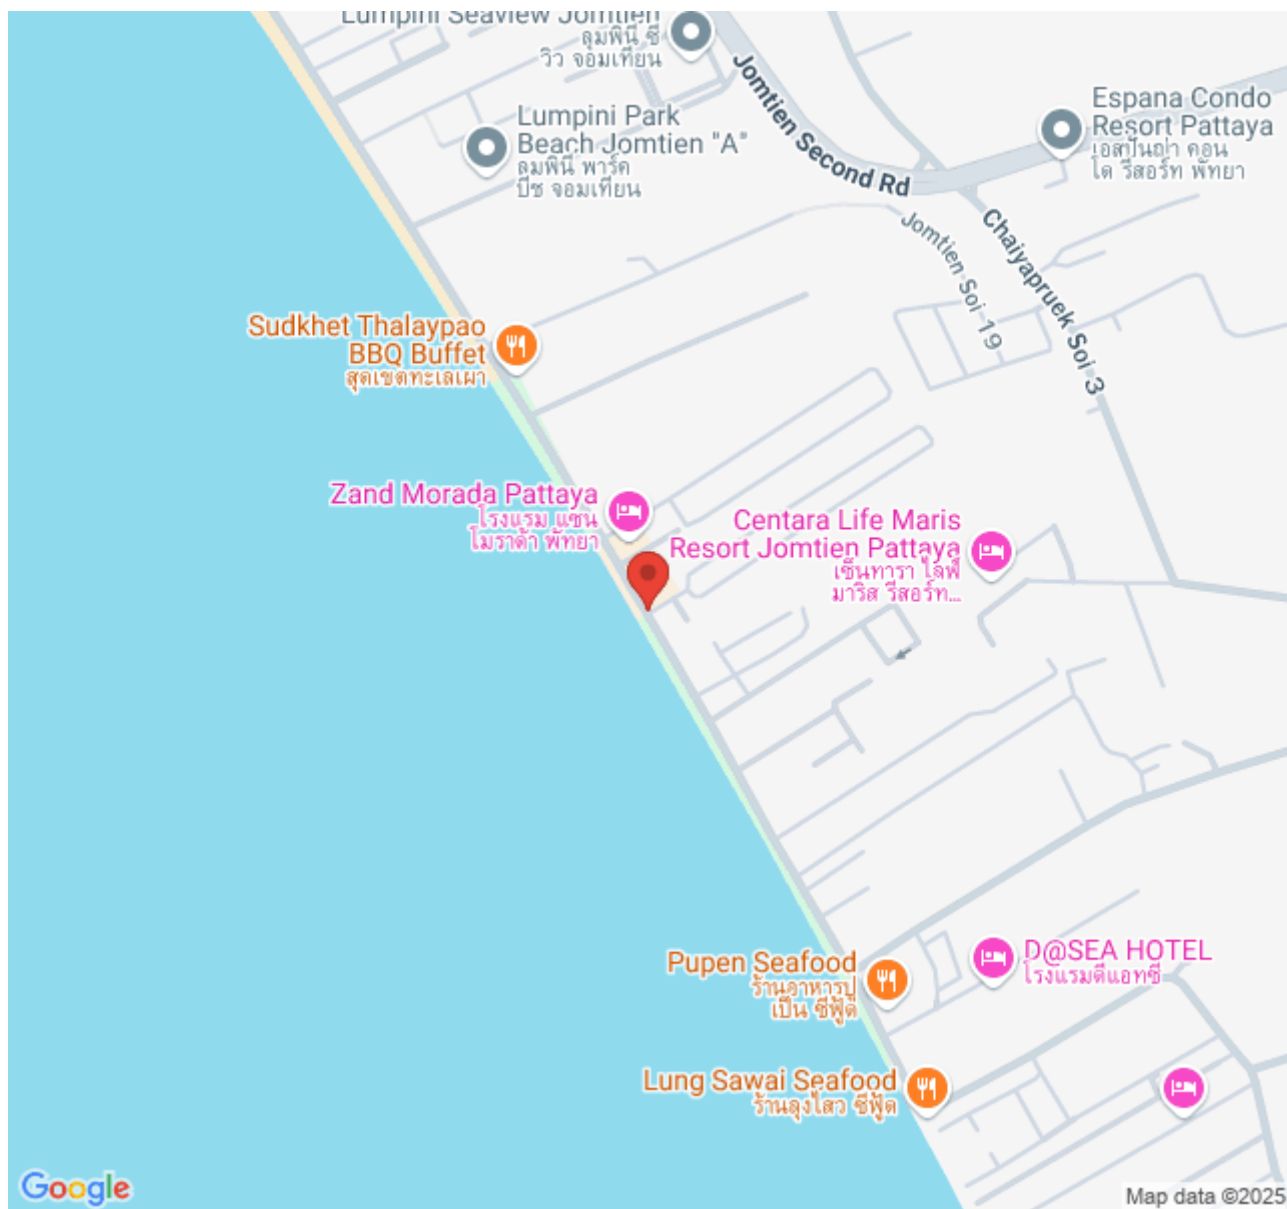 Lumpini Seaview Jomtien
ลุมพินี ซี
วิว จอมเทียน
Lumpini Park
Beach Jomtien "A"
ลุมพินี พาร์ค
บีช จอมเทียน
Jomtien Second Rd
Espana Condo
Resort Pattaya
เอสปันญ่า คอน
โด รีสอร์ท พัทยา
Jomtien Soi 19
Chaiyapruek Soi 3
Sudkhet Thalaypao
BBQ Buffet
สุดเขตทะเลเผา
Zand Morada Pattaya
โรงแรม แซน
โมราด้า พัทยา
Centara Life Maris
Resort Jomtien Pattaya
เซ็นทารา ไลฟ์
มาริส รีสอร์ท...
Pupen Seafood
ร้านอาหารปู
เป็น ซีฟู้ด
D@SEA HOTEL
โรงแรมดีแอทซี
Lung Sawai Seafood
ร้านลุงไสว ซีฟู้ด
Google
Map data ©2025